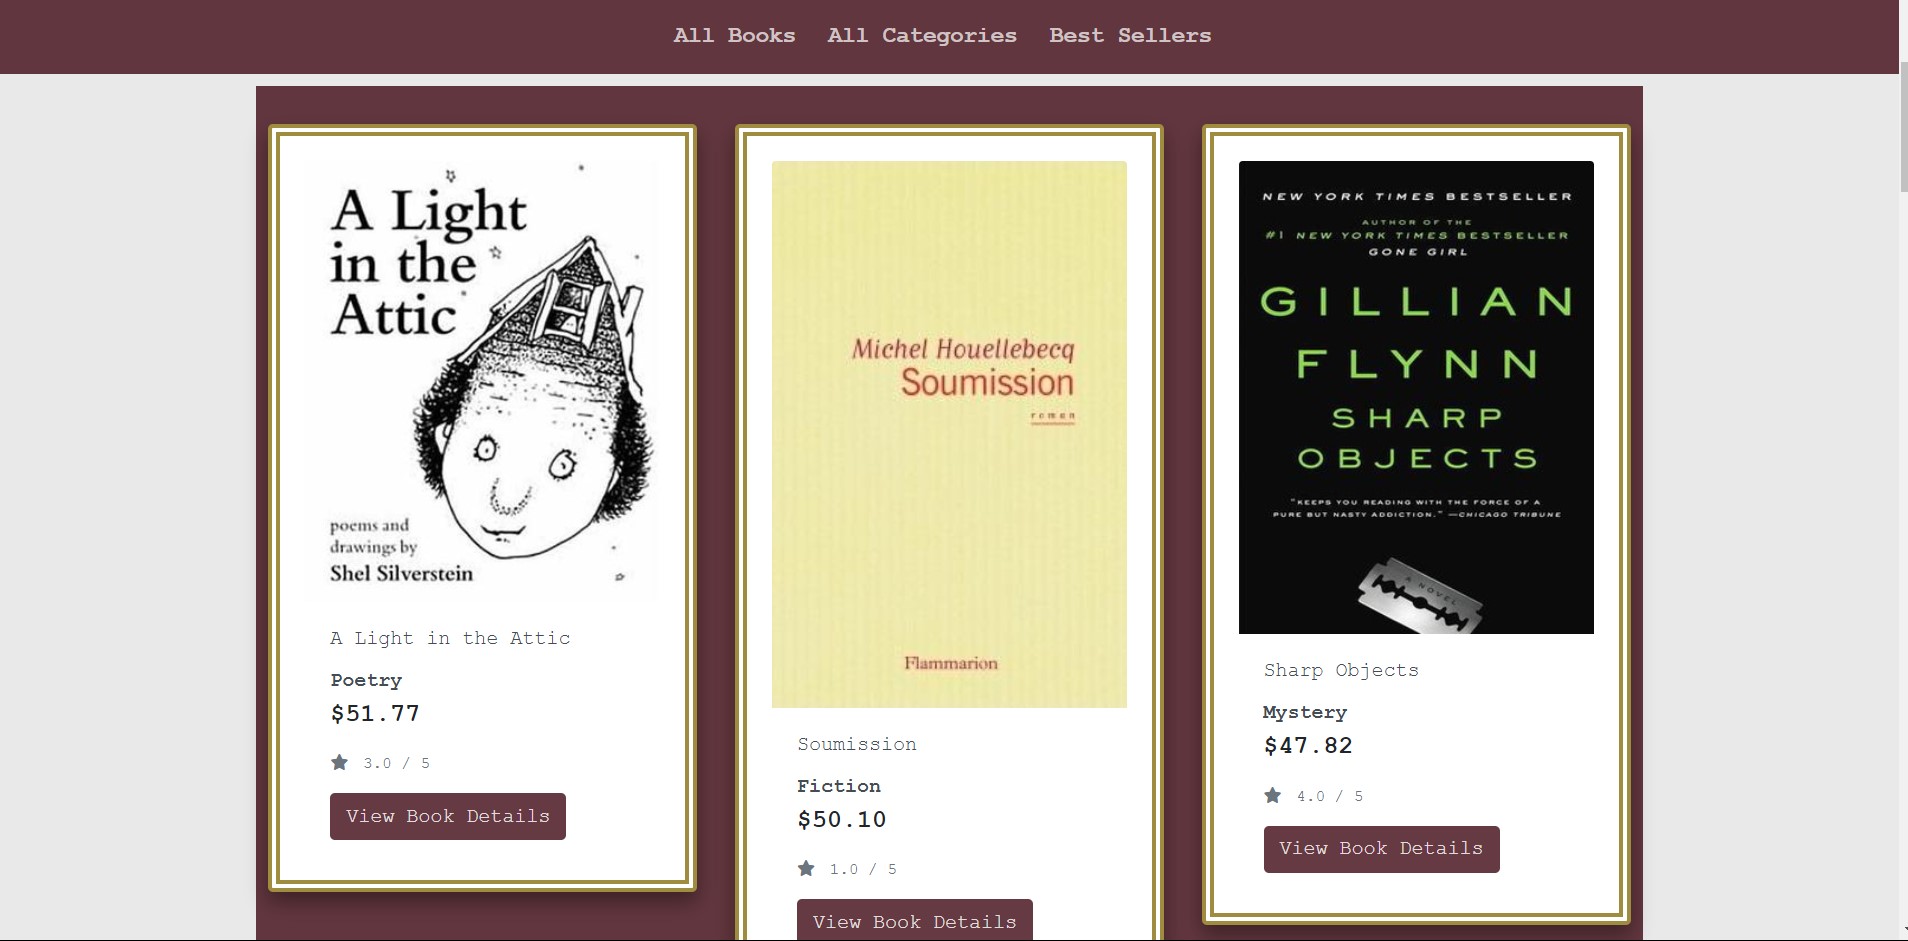 All Books All Categories Best Sellers
A Light
in the
Attic
poems and
drawings by
Shel Silverstein
A Light in the Attic
Poetry
$51.77
3.0 / 5
View Book Details
Michel Houellebecq
Soumission
roman
Flammarion
Soumission
Fiction
$50.10
1.0 / 5
View Book Details
NEW YORK TIMES BESTSELLER
AUTHOR OF THE
#1 NEW YORK TIMES BESTSELLER
GONE GIRL
GILLIAN
FLYNN
SHARP
OBJECTS
"KEEPS YOU READING WITH THE FORCE OF A
PURE BUT NASTY ADDICTION." —CHICAGO TRIBUNE
A NOVEL
Sharp Objects
Mystery
$47.82
4.0 / 5
View Book Details